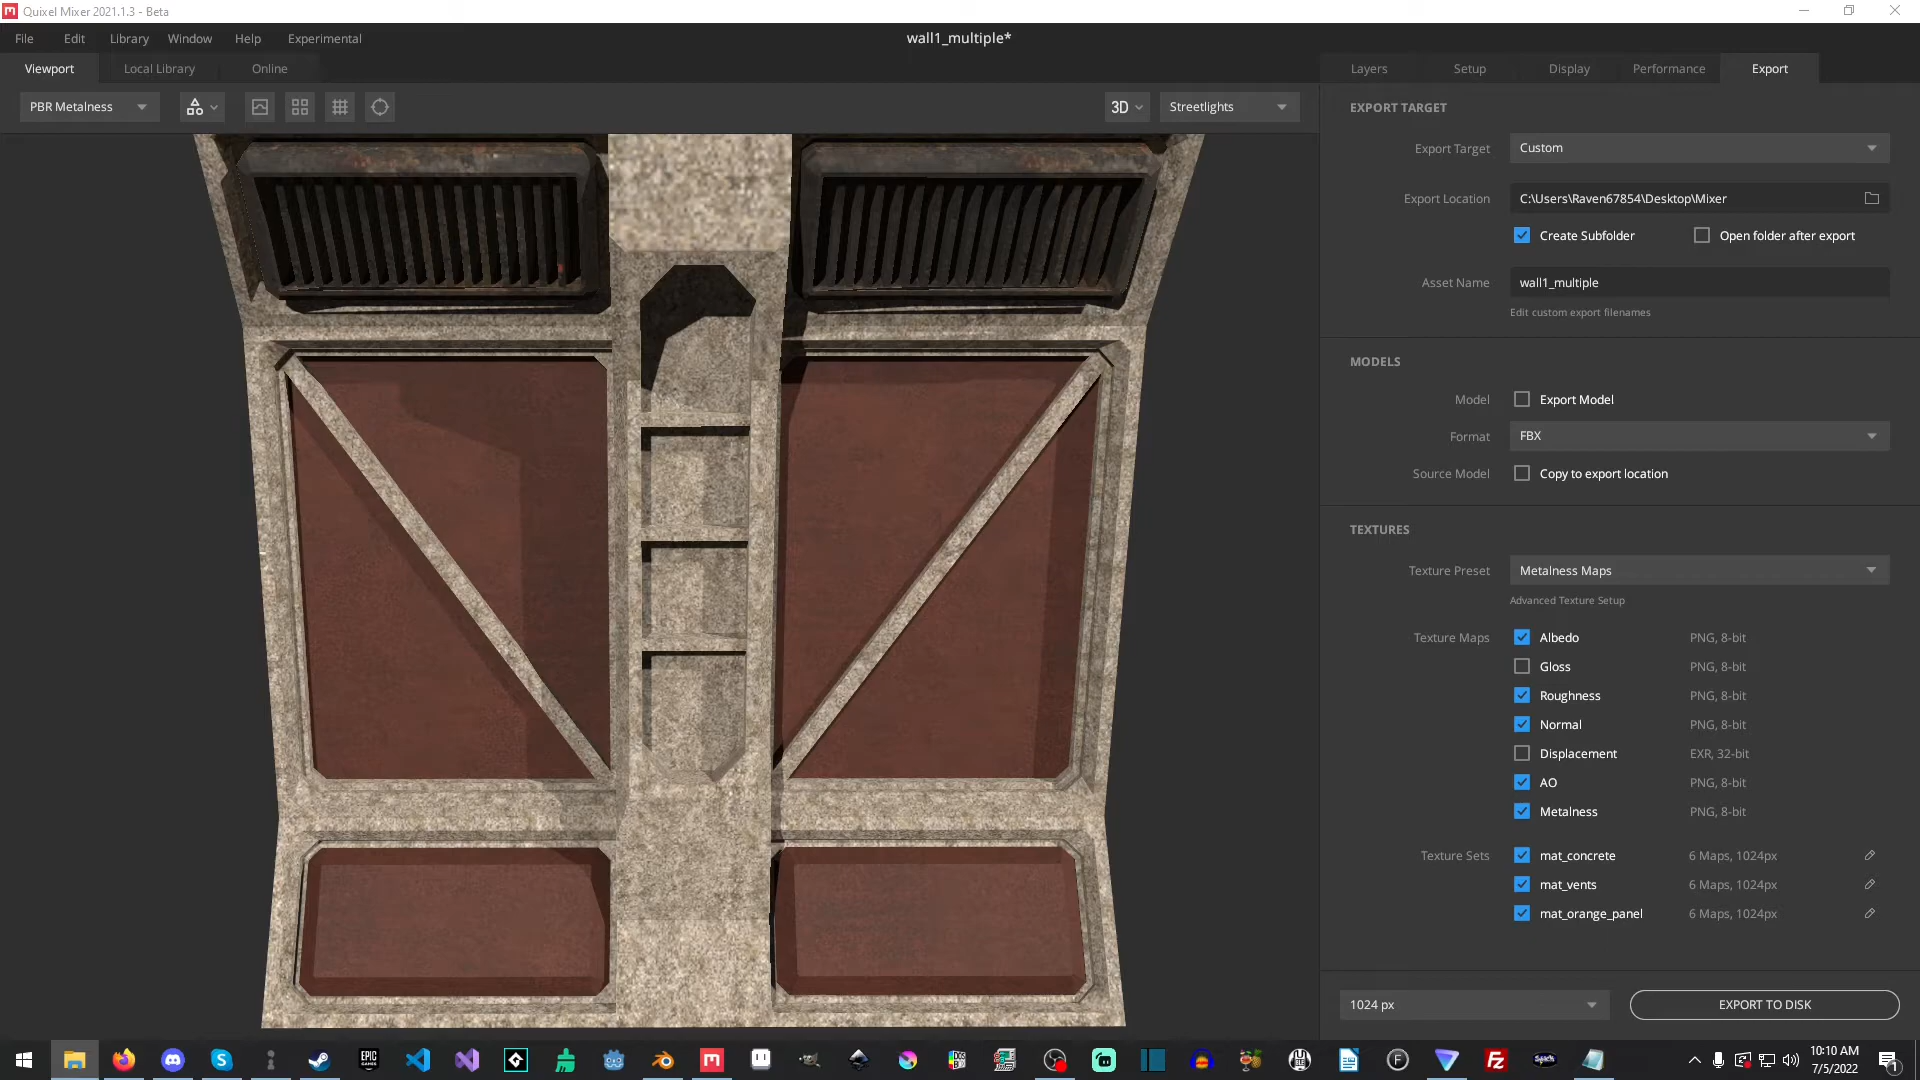 Quixel Mixer 2021.1.3 - Beta
File Edit Library Window Help Experimental
wall1_multiple*
Viewport Local Library Online
Layers Setup Display Performance Export
PBR Metalness
3D Streetlights
EXPORT TARGET
Export Target Custom
Export Location C:\Users\Raven67854\Desktop\Mixer
Create Subfolder Open folder after export
Asset Name wall1_multiple
Edit custom export filenames
MODELS
Model Export Model
Format FBX
Source Model Copy to export location
TEXTURES
Texture Preset Metalness Maps
Advanced Texture Setup
Texture Maps Albedo PNG, 8-bit
Gloss PNG, 8-bit
Roughness PNG, 8-bit
Normal PNG, 8-bit
Displacement EXR, 32-bit
AO PNG, 8-bit
Metalness PNG, 8-bit
Texture Sets mat_concrete 6 Maps, 1024px
mat_vents 6 Maps, 1024px
mat_orange_panel 6 Maps, 1024px
1024 px EXPORT TO DISK
EPIC
GAMES
10:10 AM
7/5/2022